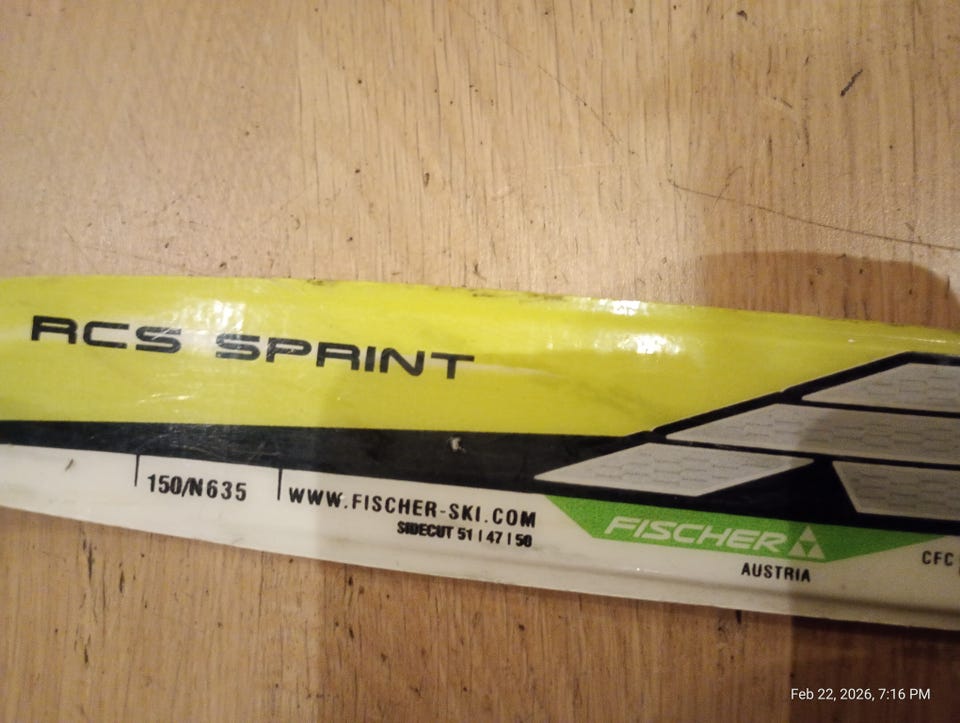 RCS SPRINT
150/N635
WWW.FISCHER-SKI.COM
SIDECUT 51 | 47 | 50
FISCHER
AUSTRIA
CFC
Feb 22, 2026, 7:16 PM